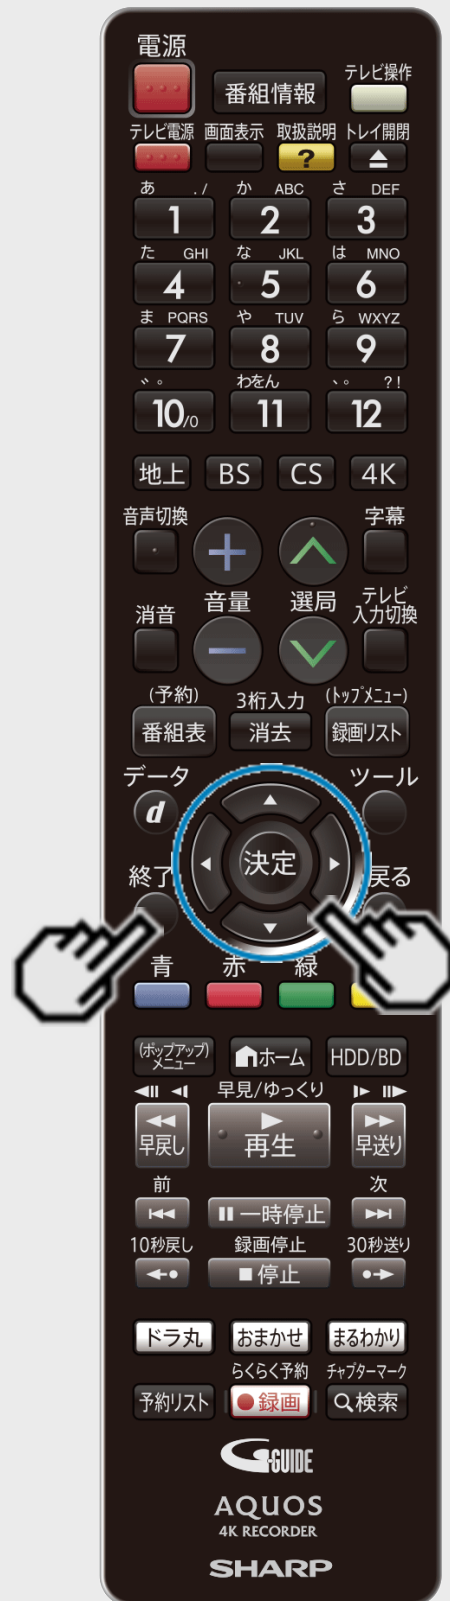 電源
番組情報
テレビ操作
テレビ電源 画面表示 取扱説明 トレイ開閉
?
あ ./ か ABC さ DEF
1 2 3
た GHI な JKL は MNO
4 5 6
ま PQRS や TUV ら WXYZ
7 8 9
゛゜ わをん 、。 ?!
10/0 11 12
地上 BS CS 4K
音声切換 字幕
消音 音量 選局 テレビ
入力切換
(予約) 3桁入力 (トップメニュー)
番組表 消去 録画リスト
データ ツール
d
決定
終了 戻る
青 赤 緑
(ポップアップ)
メニュー ホーム HDD/BD
早見/ゆっくり
早戻し 再生 早送り
前 次
一時停止
10秒戻し 録画停止 30秒送り
停止
ドラ丸 おまかせ まるわかり
らくらく予約 チャプターマーク
予約リスト 録画 検索
G-GUIDE
AQUOS
4K RECORDER
SHARP